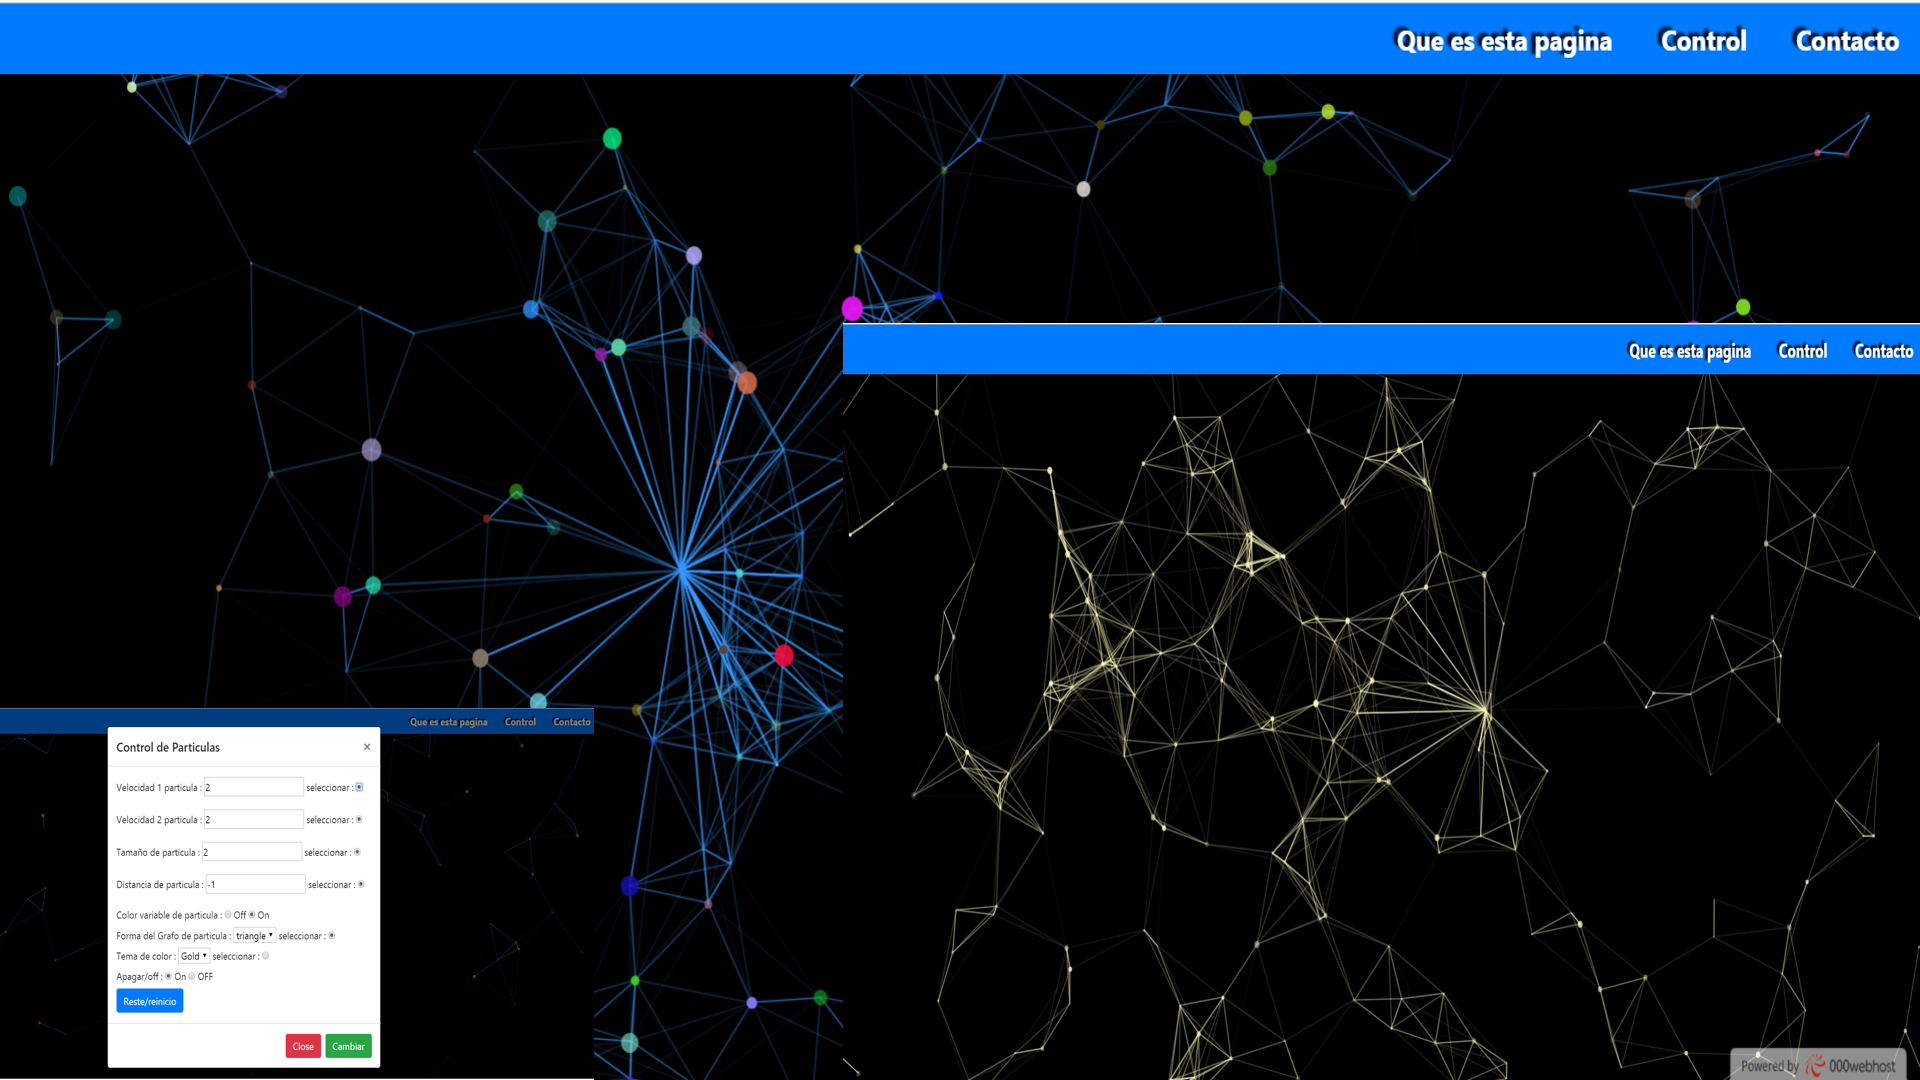 Que es esta pagina Control Contacto
Que es esta pagina Control Contacto
Que es esta pagina Control Contacto
Control de Particulas ×
Velocidad 1 particula : 2 seleccionar :
Velocidad 2 particula : 2 seleccionar :
Tamaño de particula : 2 seleccionar :
Distancia de particula : -1 seleccionar :
Color variable de particula : Off On
Forma del Grafo de particula : triangle seleccionar :
Tema de color : Gold seleccionar :
Apagar/off : On OFF
Reste/reinicio
Close Cambiar
Powered by 000webhost